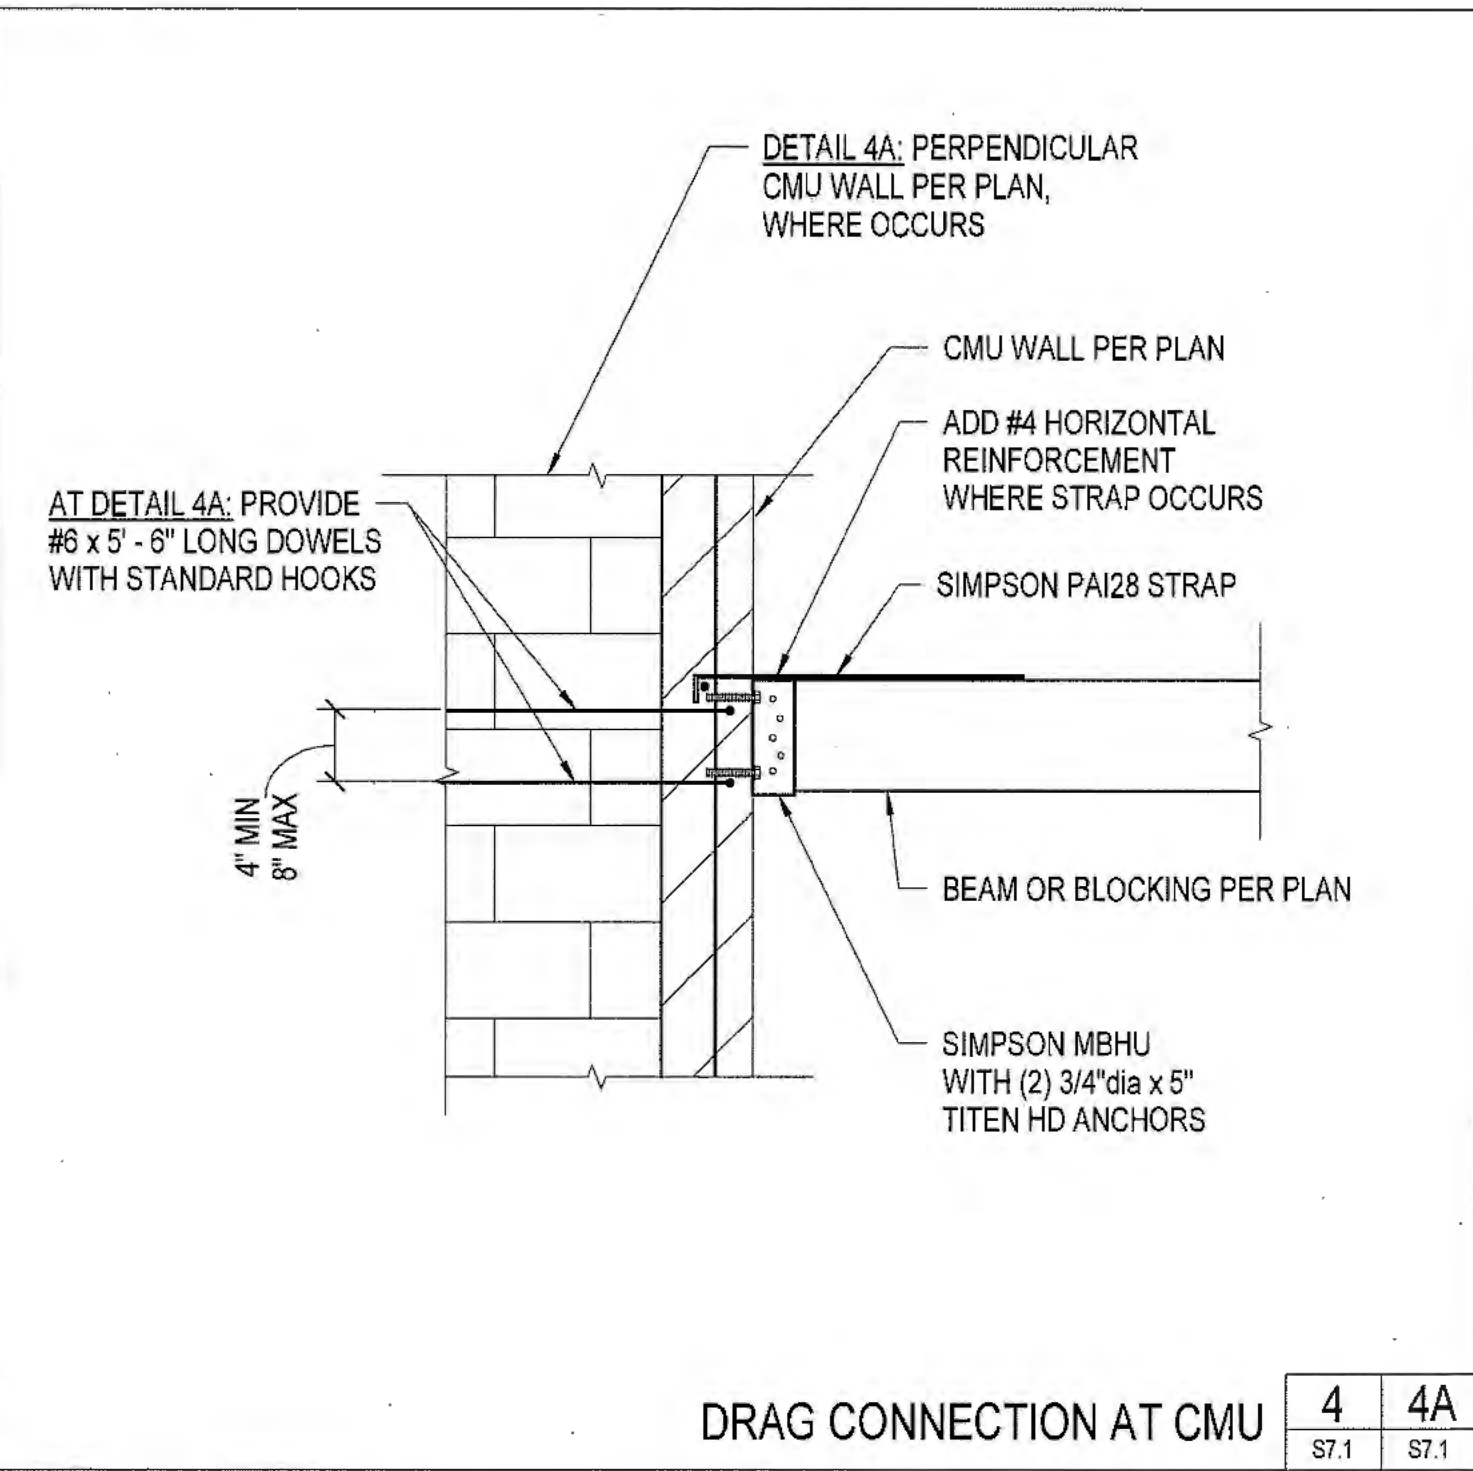 DETAIL 4A: PERPENDICULAR
CMU WALL PER PLAN,
WHERE OCCURS
CMU WALL PER PLAN
ADD #4 HORIZONTAL
REINFORCEMENT
WHERE STRAP OCCURS
AT DETAIL 4A: PROVIDE
#6 x 5' - 6" LONG DOWELS
WITH STANDARD HOOKS
SIMPSON PAI28 STRAP
4" MIN
8" MAX
BEAM OR BLOCKING PER PLAN
SIMPSON MBHU
WITH (2) 3/4"dia x 5"
TITEN HD ANCHORS
DRAG CONNECTION AT CMU
4
4A
S7.1
S7.1